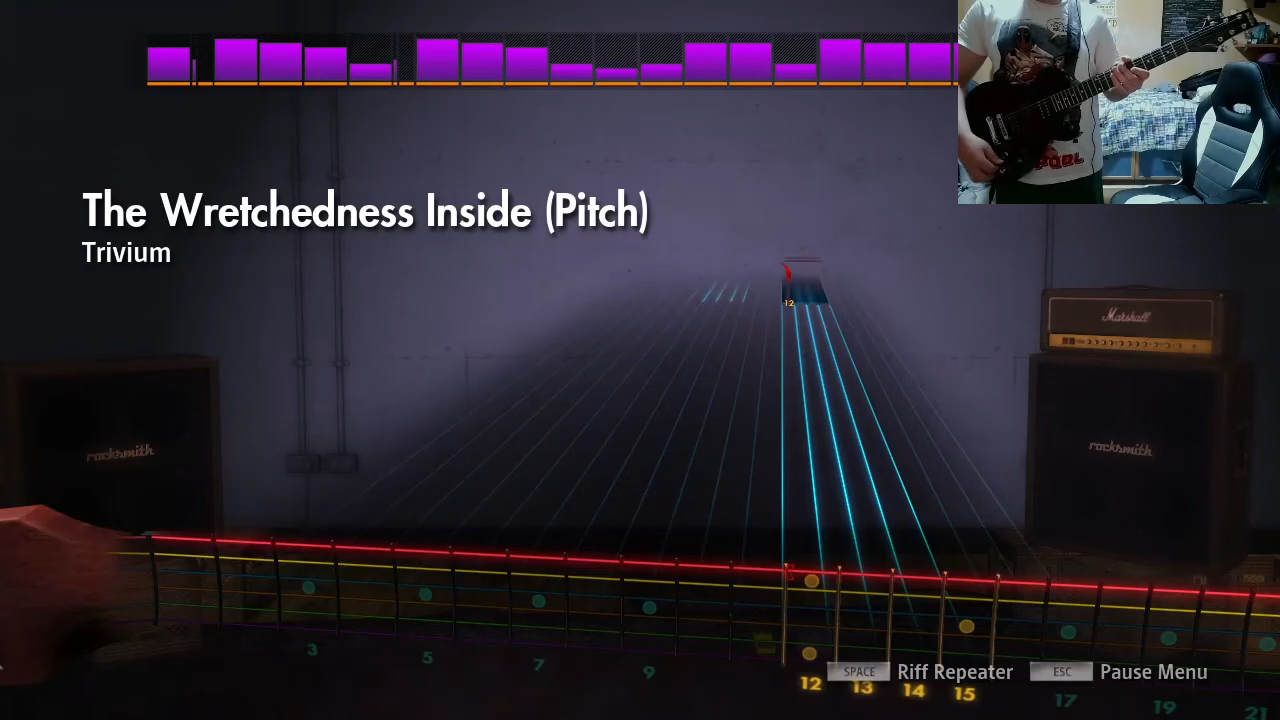 The Wretchedness Inside (Pitch)
Trivium
12
Marshall
rocksmith
rocksmith
3
5
7
9
12
13
14
15
17
19
21
SPACE
Riff Repeater
ESC
Pause Menu